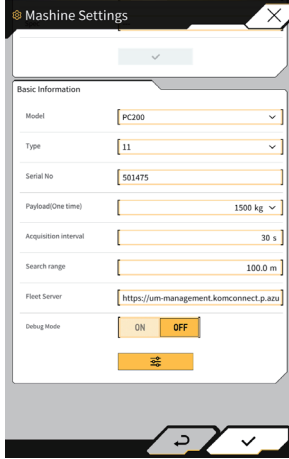 Mashine Settings
Basic Information
Model
PC200
Type
11
Serial No
501475
Payload(One time)
1500 kg
Acquisition interval
30 s
Search range
100.0 m
Fleet Server
https://um-management.komconnect.p.azu
Debug Mode
ON OFF